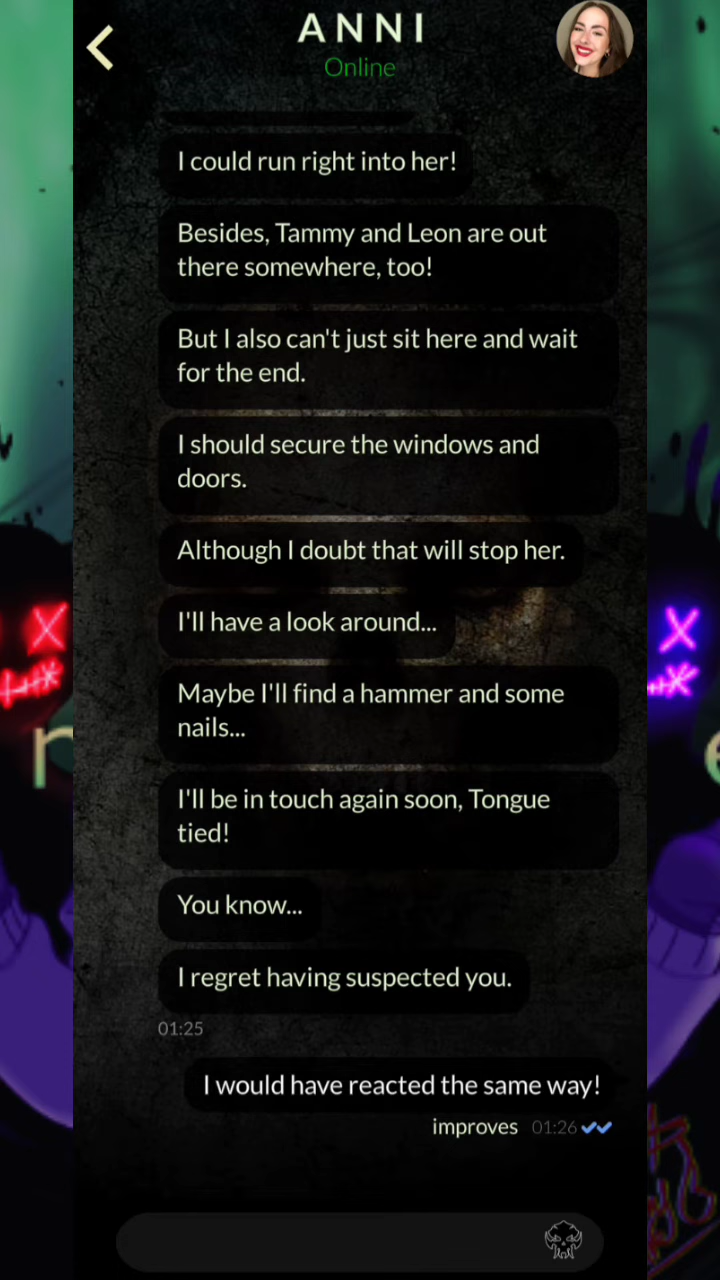 ANNI
Online
I could run right into her!
Besides, Tammy and Leon are out
there somewhere, too!
But I also can't just sit here and wait
for the end.
I should secure the windows and
doors.
Although I doubt that will stop her.
I'll have a look around...
Maybe I'll find a hammer and some
nails...
I'll be in touch again soon, Tongue
tied!
You know...
I regret having suspected you.
01:25
I would have reacted the same way!
improves 01:26